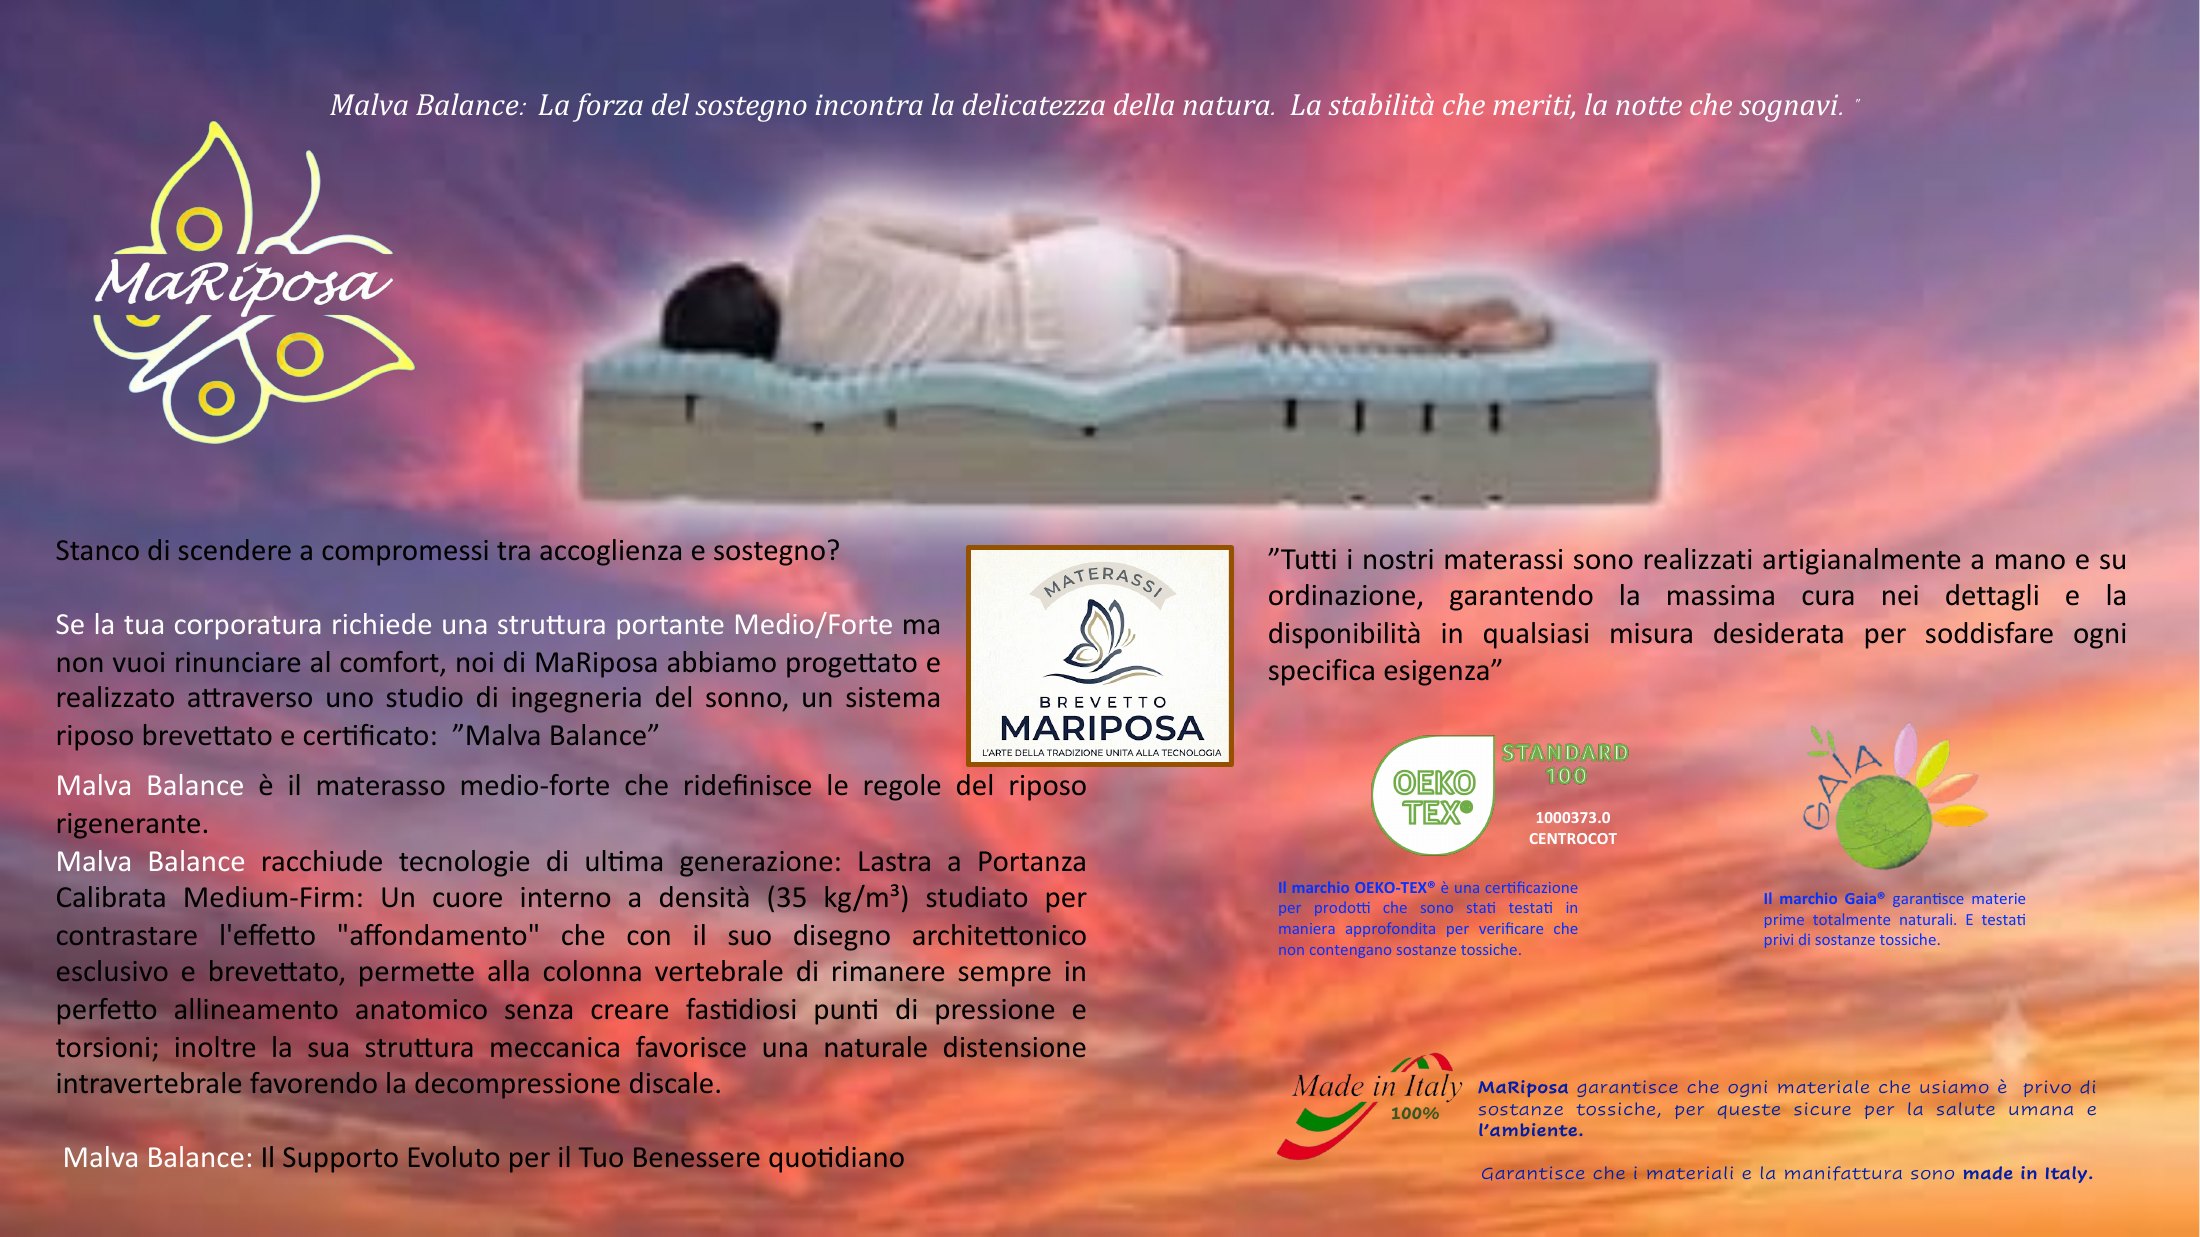 Malva Balance:  La forza del sostegno incontra la delicatezza della natura.  La stabilità che meriti, la notte che sognavi. "
MaRiposa
Stanco di scendere a compromessi tra accoglienza e sostegno?
Se la tua corporatura richiede una struttura portante Medio/Forte ma
non vuoi rinunciare al comfort, noi di MaRiposa abbiamo progettato e
realizzato attraverso uno studio di ingegneria del sonno, un sistema
riposo brevettato e certificato:  ”Malva Balance”
Malva Balance è il materasso medio-forte che ridefinisce le regole del riposo
rigenerante.
Malva Balance racchiude tecnologie di ultima generazione: Lastra a Portanza
Calibrata Medium-Firm: Un cuore interno a densità (35 kg/m³) studiato per
contrastare l'effetto "affondamento" che con il suo disegno architettonico
esclusivo e brevettato, permette alla colonna vertebrale di rimanere sempre in
perfetto allineamento anatomico senza creare fastidiosi punti di pressione e
torsioni; inoltre la sua struttura meccanica favorisce una naturale distensione
intravertebrale favorendo la decompressione discale.
Malva Balance: Il Supporto Evoluto per il Tuo Benessere quotidiano
MATERASSI
BREVETTO
MARIPOSA
L'ARTE DELLA TRADIZIONE UNITA ALLA TECNOLOGIA
”Tutti i nostri materassi sono realizzati artigianalmente a mano e su
ordinazione, garantendo la massima cura nei dettagli e la
disponibilità in qualsiasi misura desiderata per soddisfare ogni
specifica esigenza”
OEKO
TEX®
STANDARD
100
1000373.0
CENTROCOT
Il marchio OEKO-TEX® è una certificazione
per prodotti che sono stati testati in
maniera approfondita per verificare che
non contengano sostanze tossiche.
GAIA
Il marchio Gaia® garantisce materie
prime totalmente naturali. E testati
privi di sostanze tossiche.
Made in Italy
100%
MaRiposa garantisce che ogni materiale che usiamo è  privo di
sostanze tossiche, per queste sicure per la salute umana e
l’ambiente.
Garantisce che i materiali e la manifattura sono made in Italy.